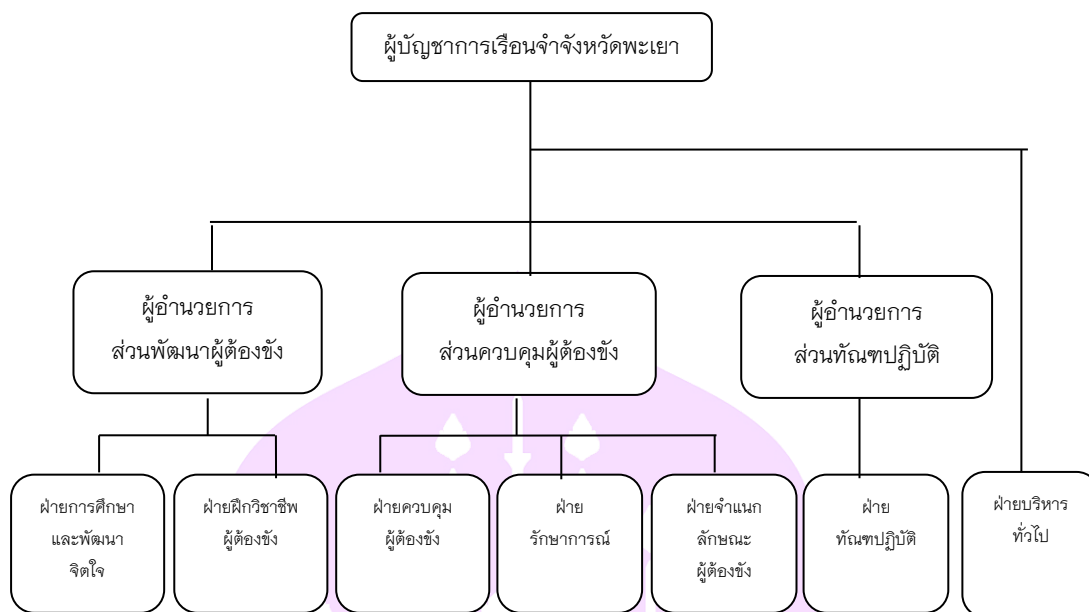 ผู้บัญชาการเรือนจำจังหวัดพะเยา
ผู้อำนวยการ
ส่วนพัฒนาผู้ต้องขัง
ผู้อำนวยการ
ส่วนควบคุมผู้ต้องขัง
ผู้อำนวยการ
ส่วนทัณฑปฏิบัติ
ฝ่ายการศึกษา
และพัฒนา
จิตใจ
ฝ่ายฝึกวิชาชีพ
ผู้ต้องขัง
ฝ่ายควบคุม
ผู้ต้องขัง
ฝ่าย
รักษาการณ์
ฝ่ายจำแนก
ลักษณะ
ผู้ต้องขัง
ฝ่าย
ทัณฑปฏิบัติ
ฝ่ายบริหาร
ทั่วไป